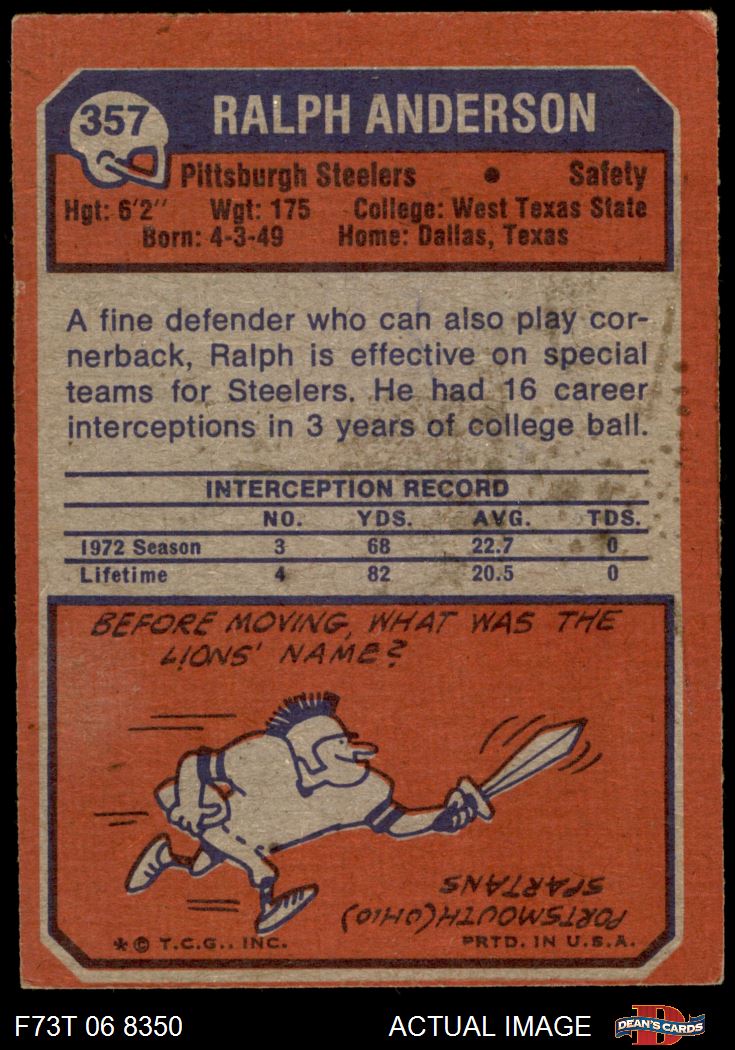 357
RALPH ANDERSON
Pittsburgh Steelers • Safety
Hgt: 6'2" Wgt: 175 College: West Texas State
Born: 4-3-49 Home: Dallas, Texas
A fine defender who can also play cor-
nerback, Ralph is effective on special
teams for Steelers. He had 16 career
interceptions in 3 years of college ball.
INTERCEPTION RECORD
NO. YDS. AVG. TDS.
1972 Season 3 68 22.7 0
Lifetime 4 82 20.5 0
BEFORE MOVING, WHAT WAS THE
LIONS' NAME?
PORTSMOUTH (OHIO)
SPARTANS
* © T.C.G., INC. PRTD. IN U.S.A.
F73T 06 8350 ACTUAL IMAGE
D
DEAN'S CARDS